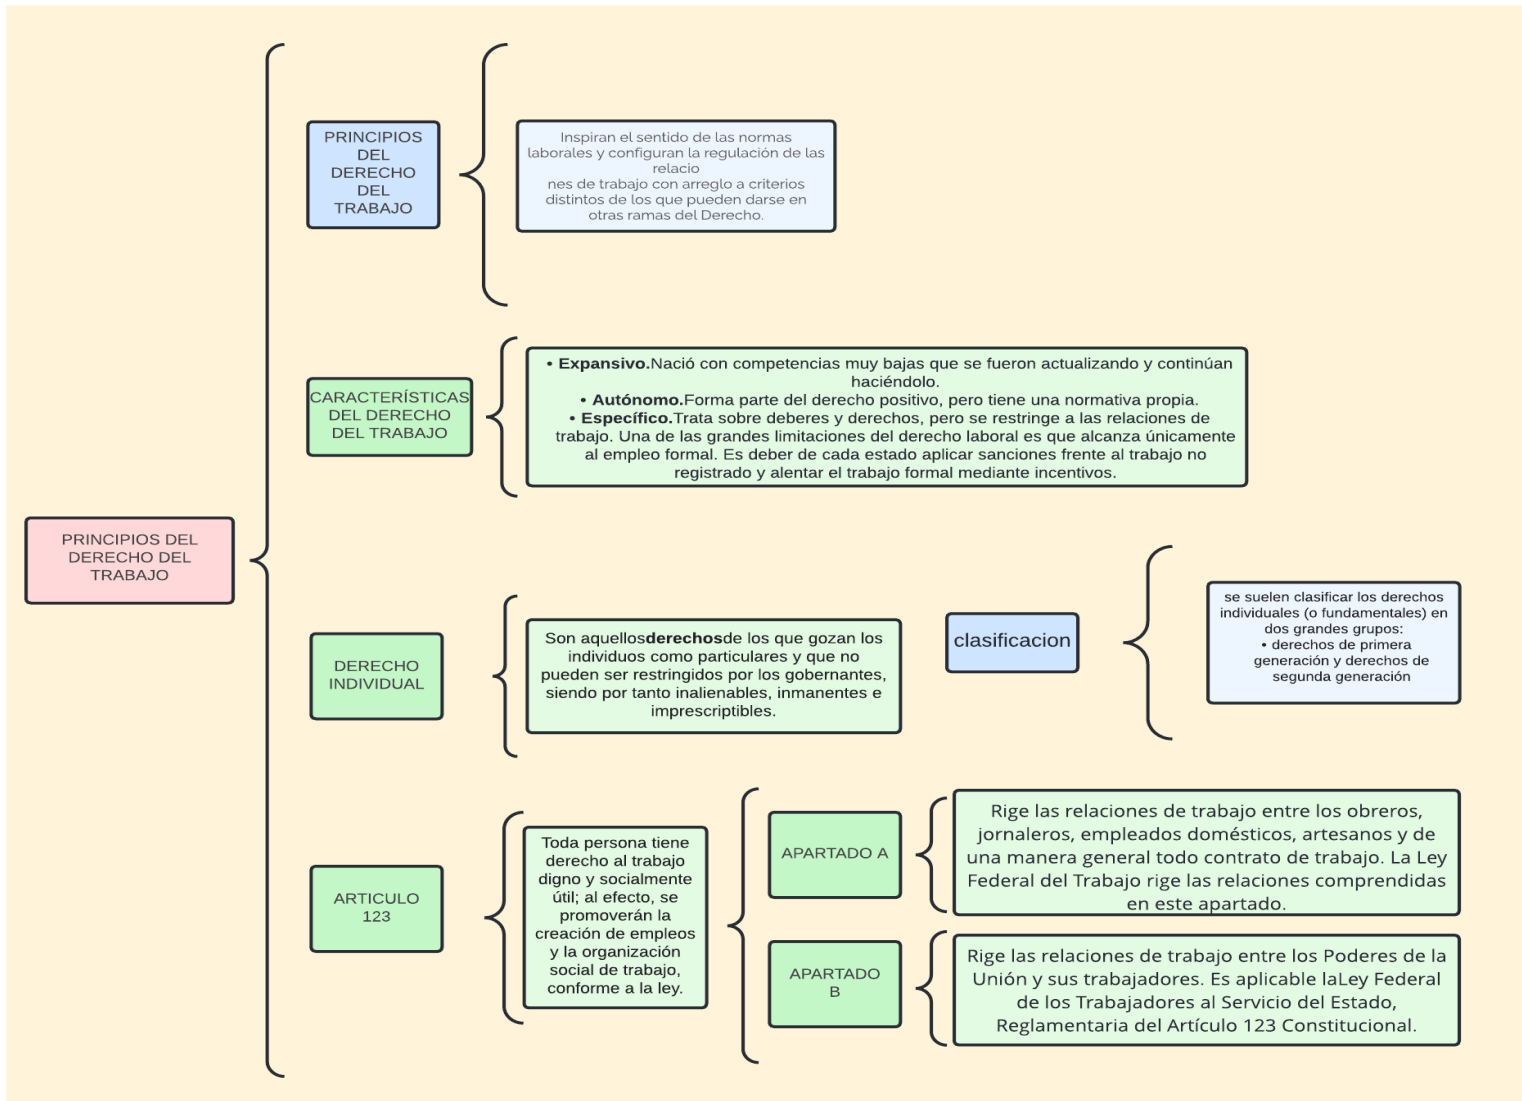 PRINCIPIOS DEL
DERECHO DEL
TRABAJO
PRINCIPIOS
DEL
DERECHO
DEL
TRABAJO
Inspiran el sentido de las normas
laborales y configuran la regulación de las
relacio
nes de trabajo con arreglo a criterios
distintos de los que pueden darse en
otras ramas del Derecho.
CARACTERÍSTICAS
DEL DERECHO
DEL TRABAJO
• Expansivo.Nació con competencias muy bajas que se fueron actualizando y continúan
haciéndolo.
• Autónomo.Forma parte del derecho positivo, pero tiene una normativa propia.
• Específico.Trata sobre deberes y derechos, pero se restringe a las relaciones de
trabajo. Una de las grandes limitaciones del derecho laboral es que alcanza únicamente
al empleo formal. Es deber de cada estado aplicar sanciones frente al trabajo no
registrado y alentar el trabajo formal mediante incentivos.
DERECHO
INDIVIDUAL
Son aquellosderechosde los que gozan los
individuos como particulares y que no
pueden ser restringidos por los gobernantes,
siendo por tanto inalienables, inmanentes e
imprescriptibles.
clasificacion
se suelen clasificar los derechos
individuales (o fundamentales) en
dos grandes grupos:
• derechos de primera
generación y derechos de
segunda generación
ARTICULO
123
Toda persona tiene
derecho al trabajo
digno y socialmente
útil; al efecto, se
promoverán la
creación de empleos
y la organización
social de trabajo,
conforme a la ley.
APARTADO A
Rige las relaciones de trabajo entre los obreros,
jornaleros, empleados domésticos, artesanos y de
una manera general todo contrato de trabajo. La Ley
Federal del Trabajo rige las relaciones comprendidas
en este apartado.
APARTADO
B
Rige las relaciones de trabajo entre los Poderes de la
Unión y sus trabajadores. Es aplicable laLey Federal
de los Trabajadores al Servicio del Estado,
Reglamentaria del Artículo 123 Constitucional.